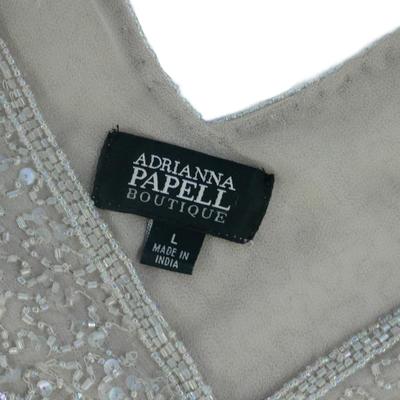 ADRIANNA
PAPELL
BOUTIQUE
L
MADE IN
INDIA